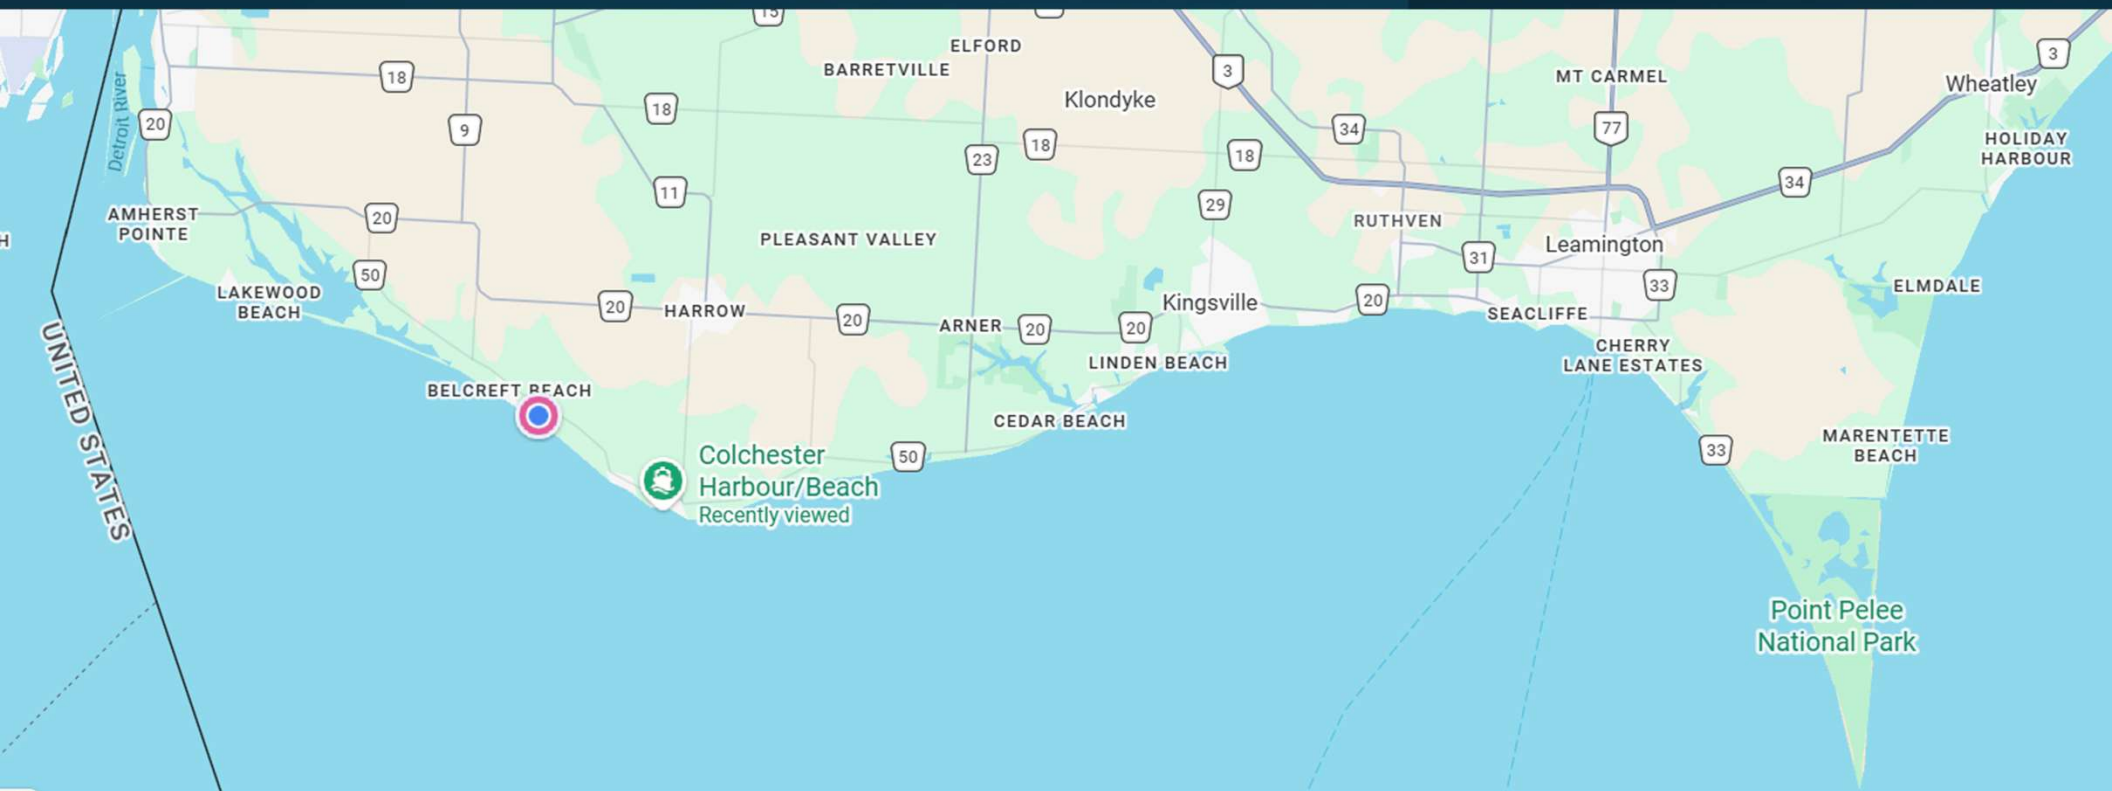 15
ELFORD
BARRETVILLE
3
3
18
MT CARMEL
Wheatley
Klondyke
18
20
9
34
77
Detroit River
18
HOLIDAY
HARBOUR
18
23
34
11
29
AMHERST
POINTE
20
RUTHVEN
H
PLEASANT VALLEY
Leamington
31
50
33
ELMDALE
LAKEWOOD
BEACH
20
HARROW
20
ARNER
20
20
Kingsville
20
SEACLIFFE
CHERRY
LANE ESTATES
LINDEN BEACH
UNITED STATES
BELCREFT BEACH
CEDAR BEACH
MARENTETTE
BEACH
33
50
Colchester
Harbour/Beach
Recently viewed
Point Pelee
National Park